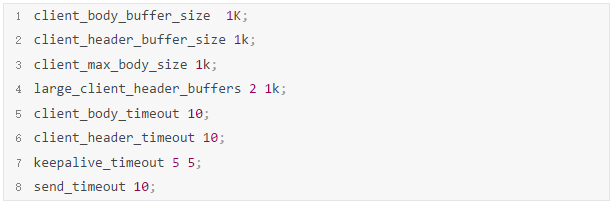 1 client_body_buffer_size  1K;
2 client_header_buffer_size 1k;
3 client_max_body_size 1k;
4 large_client_header_buffers 2 1k;
5 client_body_timeout 10;
6 client_header_timeout 10;
7 keepalive_timeout 5 5;
8 send_timeout 10;